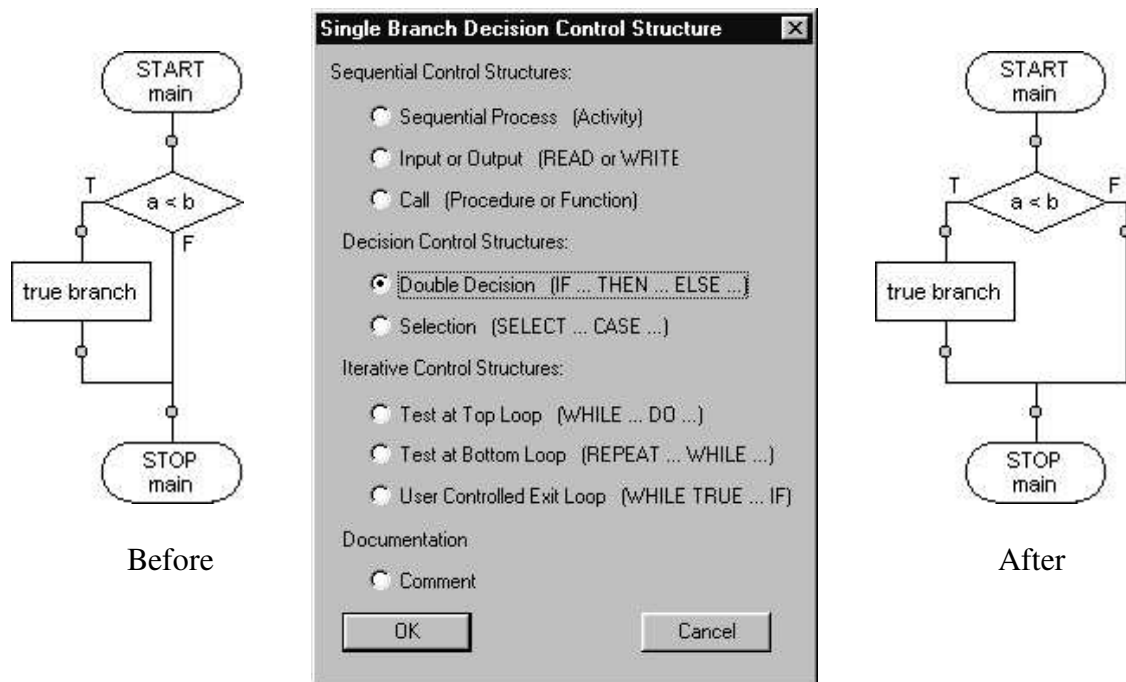 START
main
T
a < b
F
true branch
STOP
main
Before
Single Branch Decision Control Structure
Sequential Control Structures:
Sequential Process (Activity)
Input or Output (READ or WRITE
Call (Procedure or Function)
Decision Control Structures:
Double Decision (IF ... THEN ... ELSE ...)
Selection (SELECT ... CASE ...)
Iterative Control Structures:
Test at Top Loop (WHILE ... DO ...)
Test at Bottom Loop (REPEAT ... WHILE ...)
User Controlled Exit Loop (WHILE TRUE ... IF)
Documentation
Comment
OK Cancel
START
main
T F
a < b
true branch
STOP
main
After